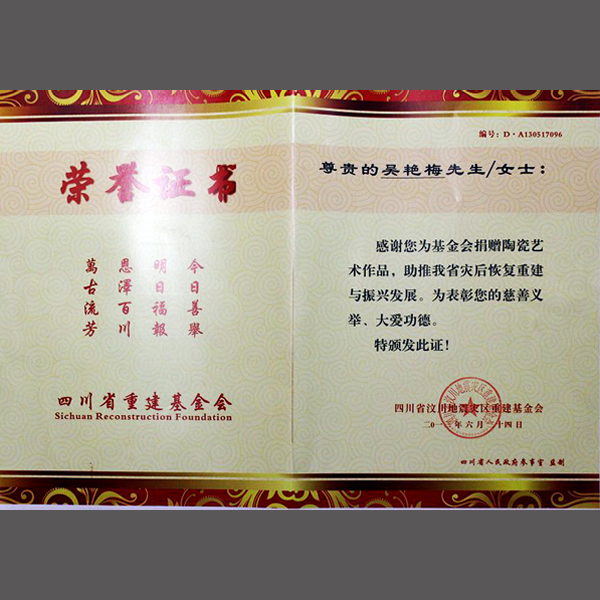 荣誉证书
今日善舉
明日福報
恩澤百川
萬古流芳
四川省重建基金会
Sichuan Reconstruction Foundation
编号：D·A130517096
尊贵的吴艳梅先生/女士：
感谢您为基金会捐赠陶瓷艺
术作品，助推我省灾后恢复重建
与振兴发展。为表彰您的慈善义
举、大爱功德。
特颁发此证！
四川省汶川地震灾区重建基金会
二〇一 年六月 十四日
四川省人民政府参事室 监制